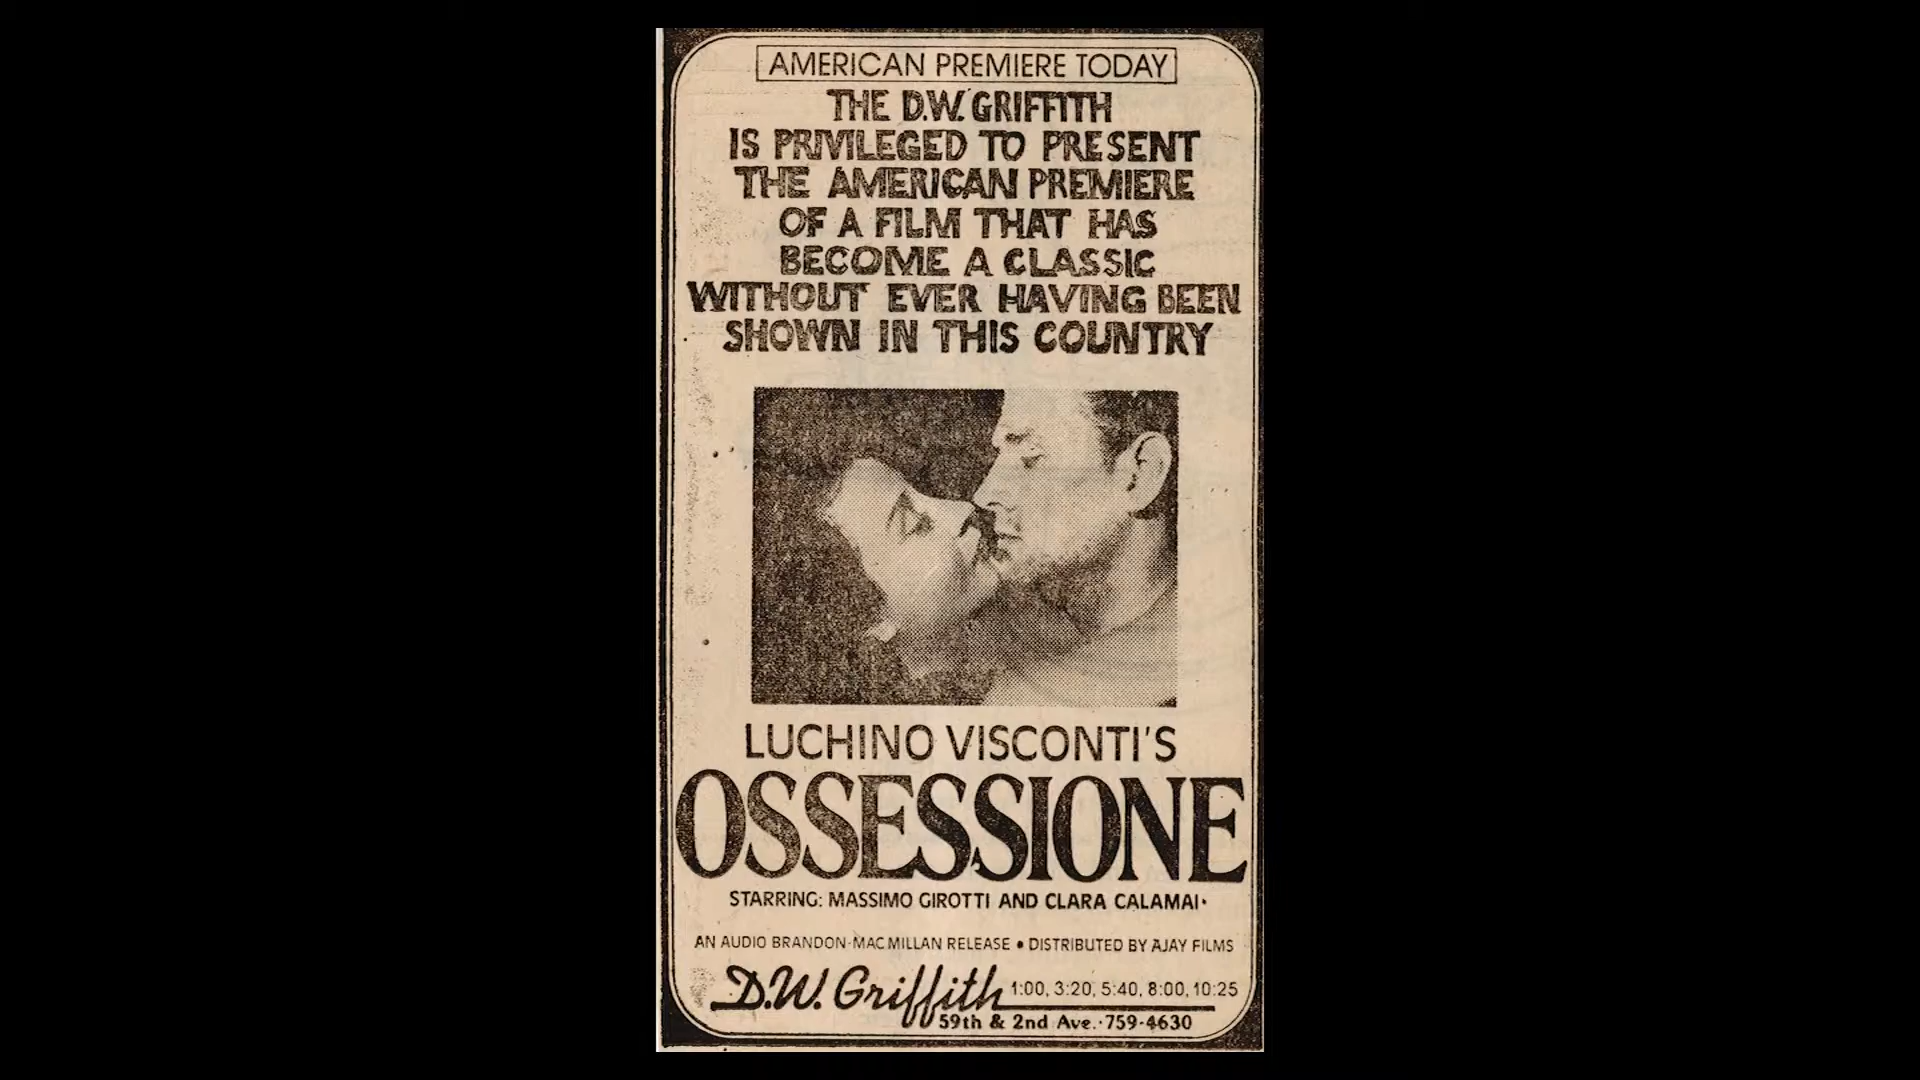 AMERICAN PREMIERE TODAY
THE D.W. GRIFFITH
IS PRIVILEGED TO PRESENT
THE AMERICAN PREMIERE
OF A FILM THAT HAS
BECOME A CLASSIC
WITHOUT EVER HAVING BEEN
SHOWN IN THIS COUNTRY
LUCHINO VISCONTI'S
OSSESSIONE
STARRING: MASSIMO GIROTTI AND CLARA CALAMAI•
AN AUDIO BRANDON-MACMILLAN RELEASE • DISTRIBUTED BY AJAY FILMS
D.W. Griffith 1:00, 3:20, 5:40, 8:00, 10:25
59th & 2nd Ave.·759-4630